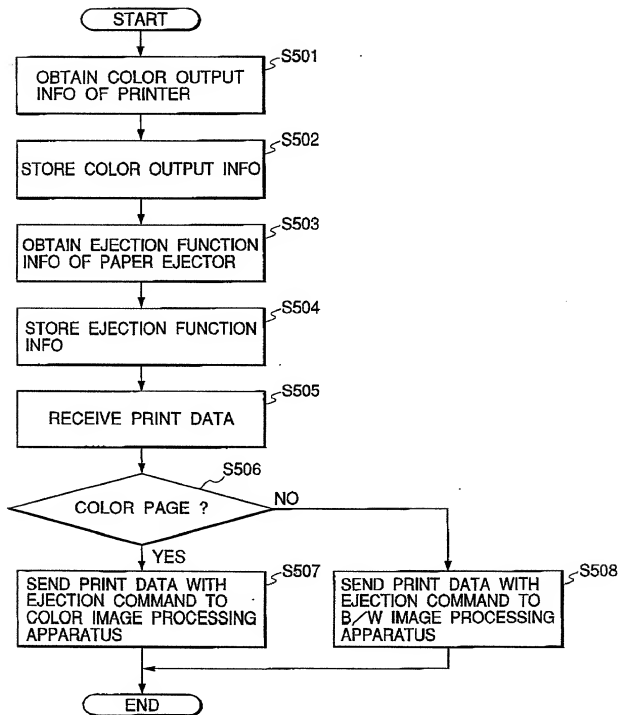 START
S501
OBTAIN COLOR OUTPUT
INFO OF PRINTER
S502
STORE COLOR OUTPUT INFO
S503
OBTAIN EJECTION FUNCTION
INFO OF PAPER EJECTOR
S504
STORE EJECTION FUNCTION
INFO
S505
RECEIVE PRINT DATA
S506
COLOR PAGE ?
NO
YES
S507
SEND PRINT DATA WITH
EJECTION COMMAND TO
COLOR IMAGE PROCESSING
APPARATUS
S508
SEND PRINT DATA WITH
EJECTION COMMAND TO
B/W IMAGE PROCESSING
APPARATUS
END